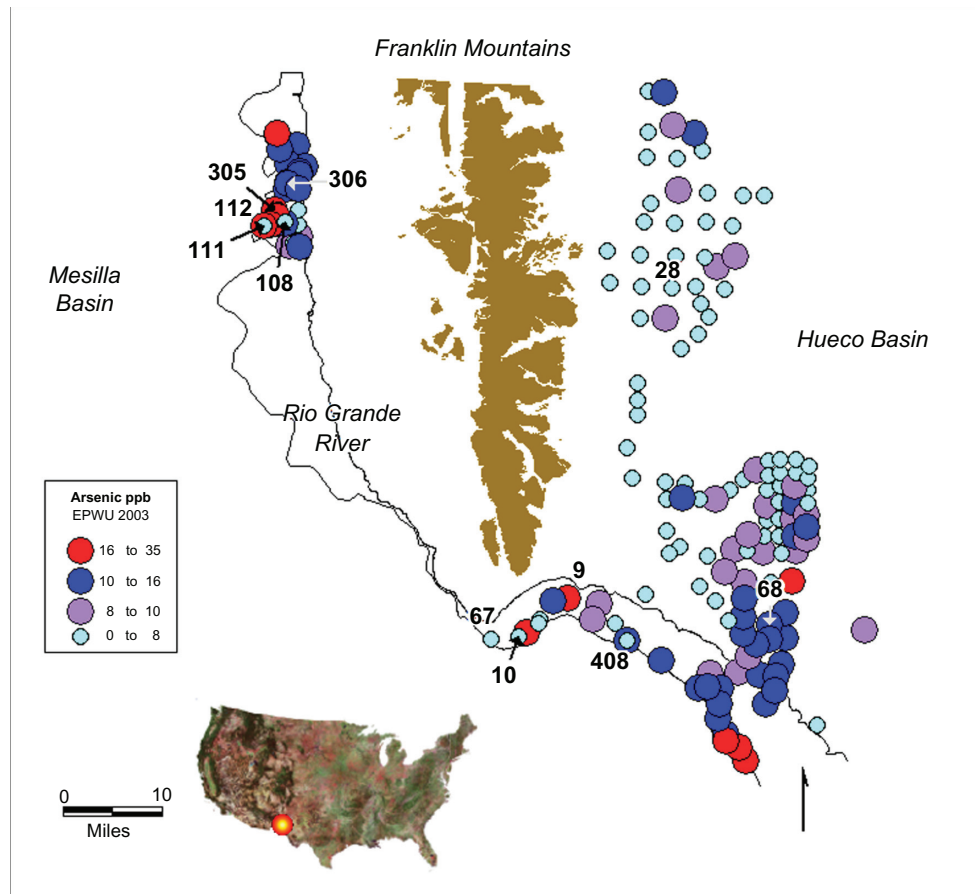 Franklin Mountains
305
306
112
111
108
Mesilla
Basin
28
Hueco Basin
Rio Grande
River
Arsenic ppb
EPWU 2003
16 to 35
10 to 16
8 to 10
0 to 8
9
68
67
10
408
0 10
Miles